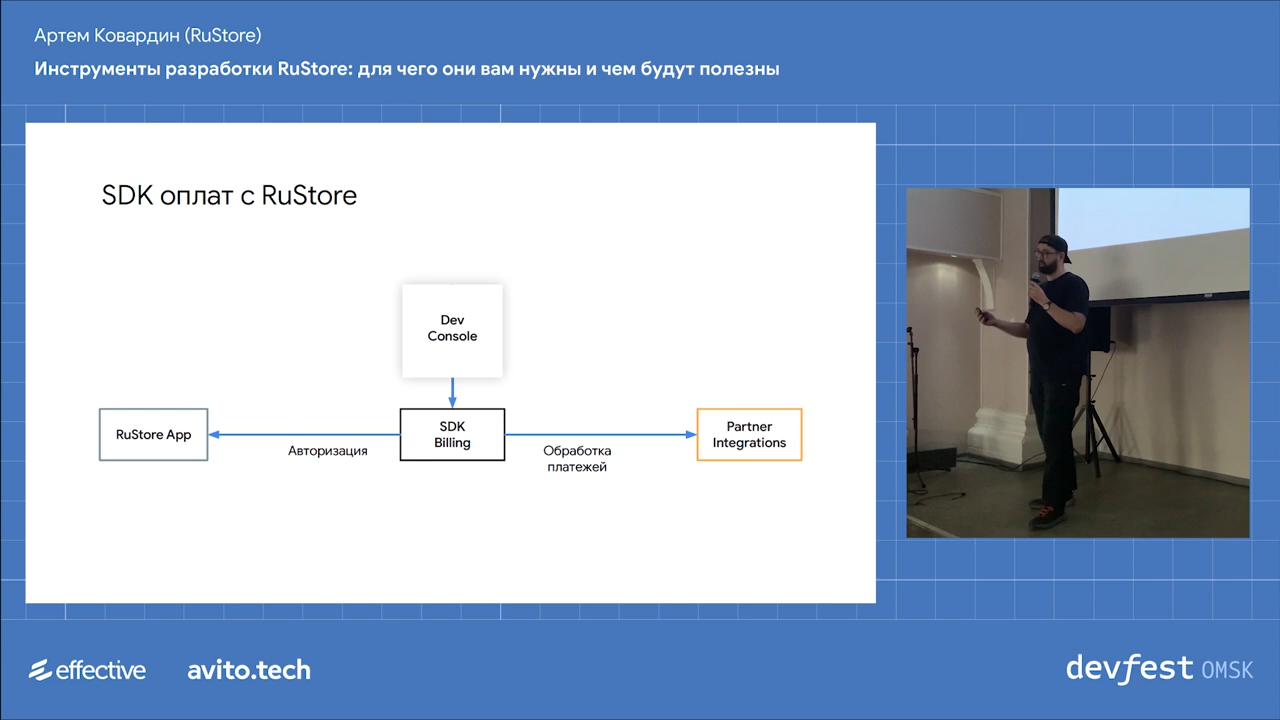 Артем Ковардин (RuStore)
Инструменты разработки RuStore: для чего они вам нужны и чем будут полезны
SDK оплат с RuStore
Dev
Console
RuStore App
Авторизация
SDK
Billing
Обработка
платежей
Partner
Integrations
effective
avito.tech
devfest OMSK